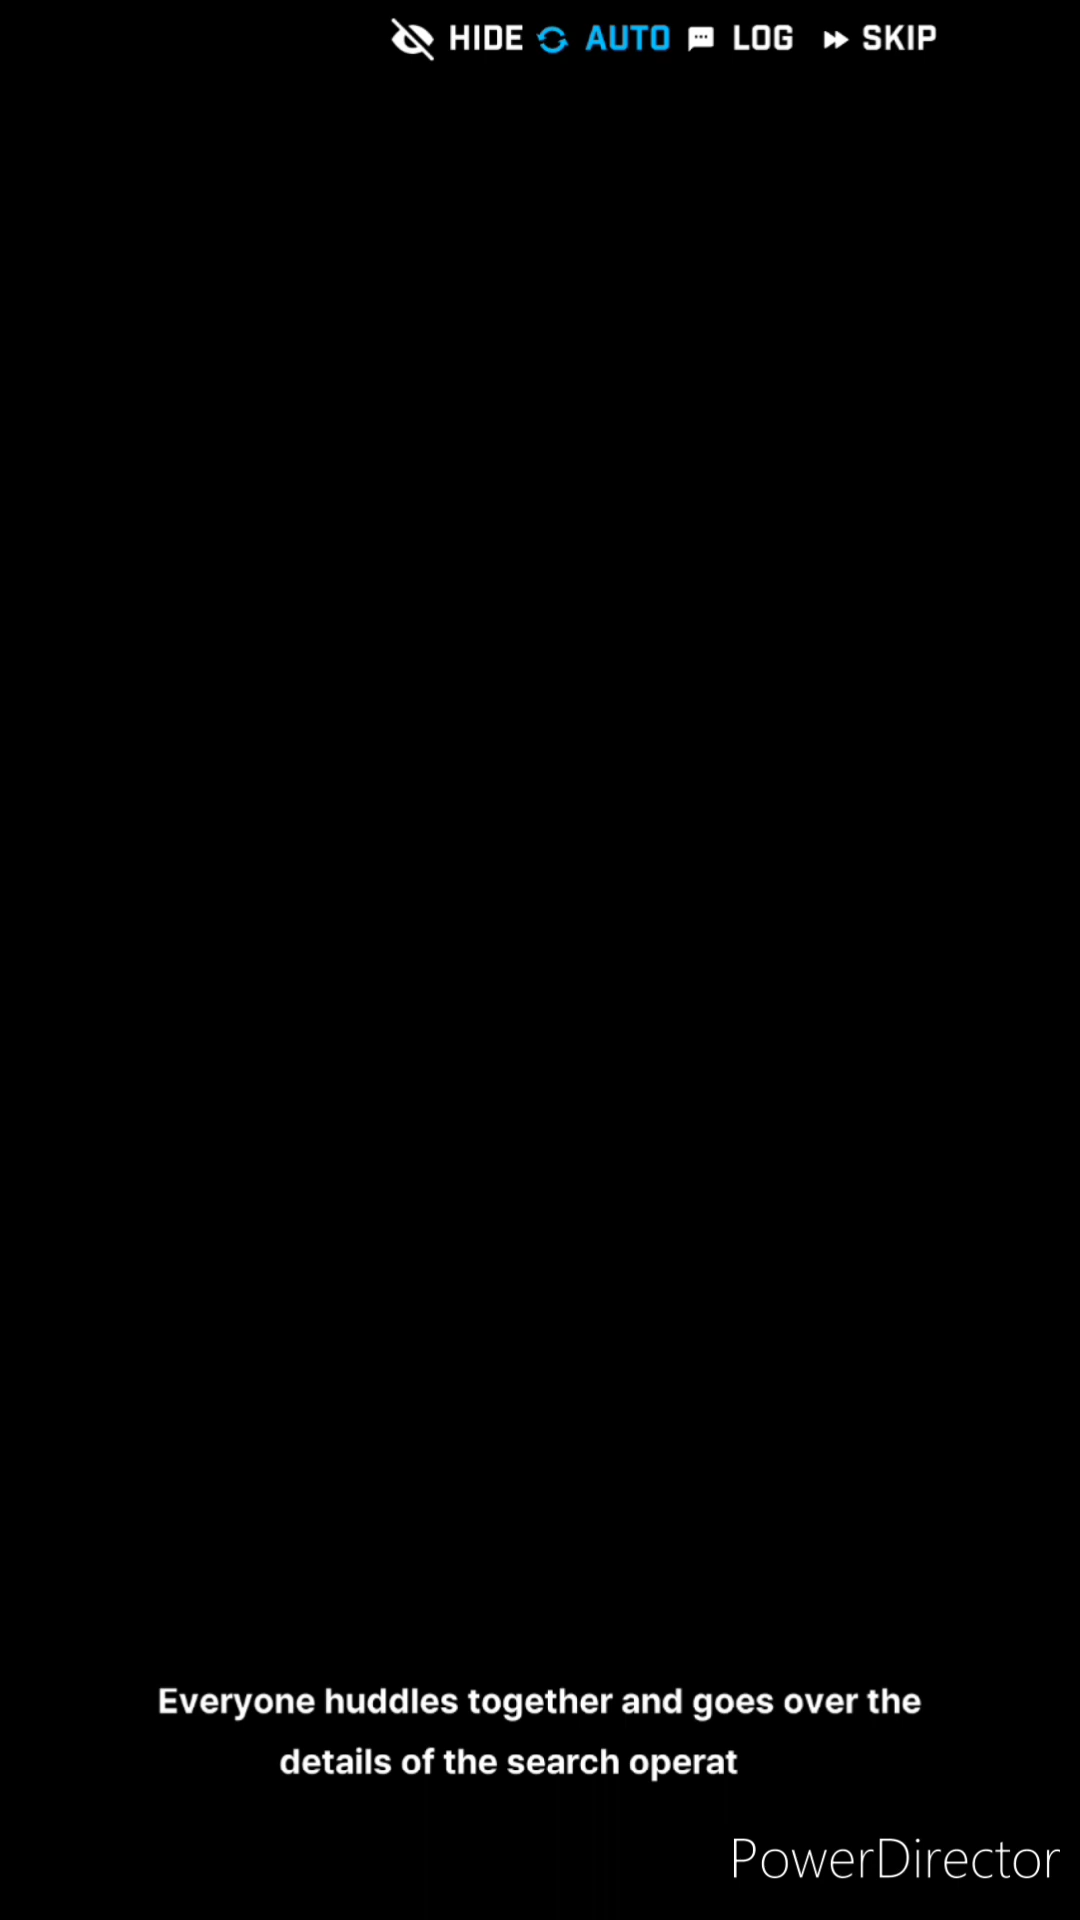 HIDE AUTO LOG SKIP
Everyone huddles together and goes over the
details of the search operat
PowerDirector